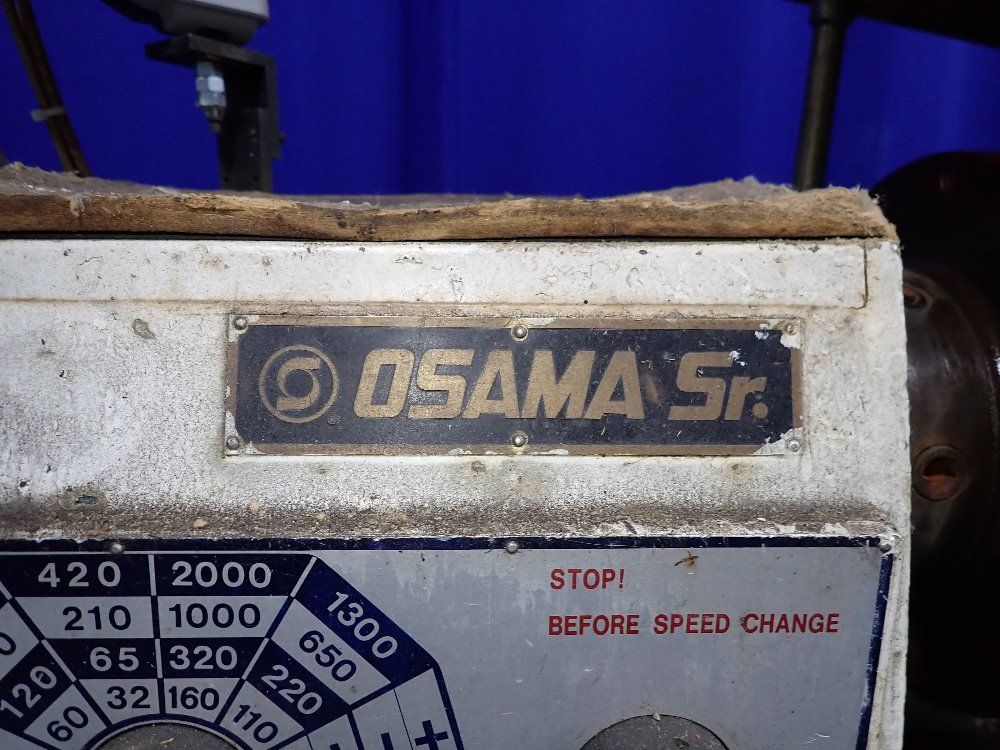 OSAMA Sr.
STOP!
BEFORE SPEED CHANGE
420 2000 1300
210 1000 650
120 65 320 220
60 32 160 110
+